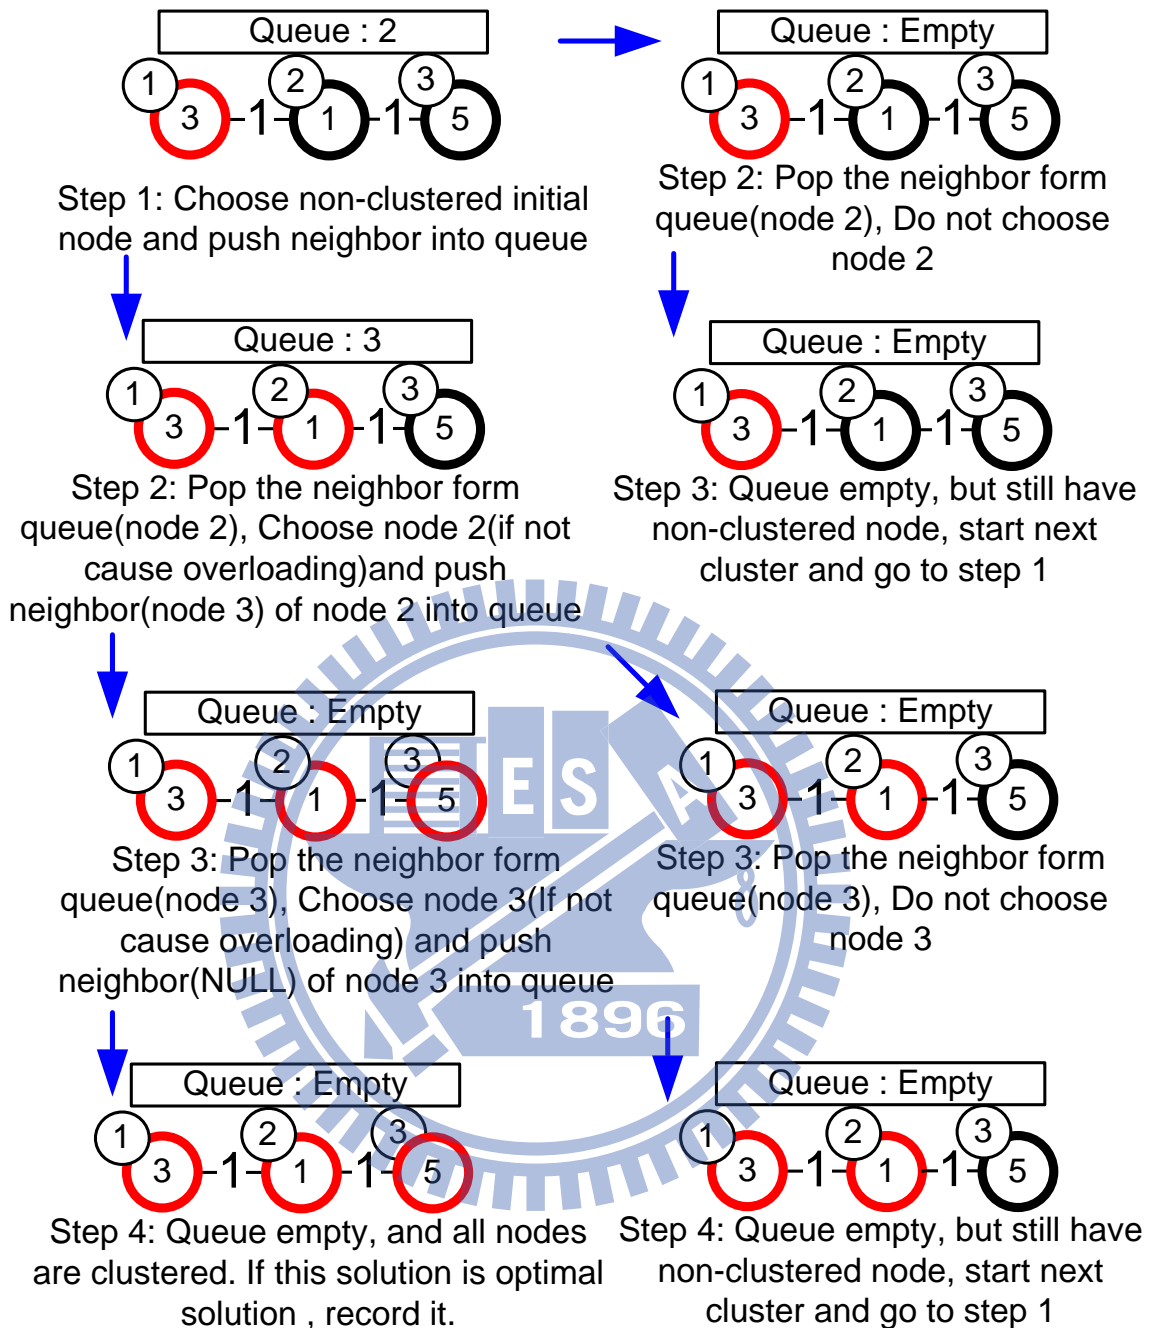 Queue : 2
1 2 3
3 -1- 1 -1- 5
Step 1: Choose non-clustered initial
node and push neighbor into queue
Queue : Empty
1 2 3
3 -1- 1 -1- 5
Step 2: Pop the neighbor form
queue(node 2), Do not choose
node 2
Queue : 3
1 2 3
3 -1- 1 -1- 5
Step 2: Pop the neighbor form
queue(node 2), Choose node 2(if not
cause overloading)and push
neighbor(node 3) of node 2 into queue
Queue : Empty
1 2 3
3 -1- 1 -1- 5
Step 3: Queue empty, but still have
non-clustered node, start next
cluster and go to step 1
Queue : Empty
1 2 3
3 -1- 1 -1- 5
Step 3: Pop the neighbor form
queue(node 3), Choose node 3(If not
cause overloading) and push
neighbor(NULL) of node 3 into queue
Queue : Empty
1 2 3
3 -1- 1 -1- 5
Step 3: Pop the neighbor form
queue(node 3), Do not choose
node 3
Queue : Empty
1 2 3
3 -1- 1 -1- 5
Step 4: Queue empty, and all nodes
are clustered. If this solution is optimal
solution , record it.
Queue : Empty
1 2 3
3 -1- 1 -1- 5
Step 4: Queue empty, but still have
non-clustered node, start next
cluster and go to step 1
E S A
1896